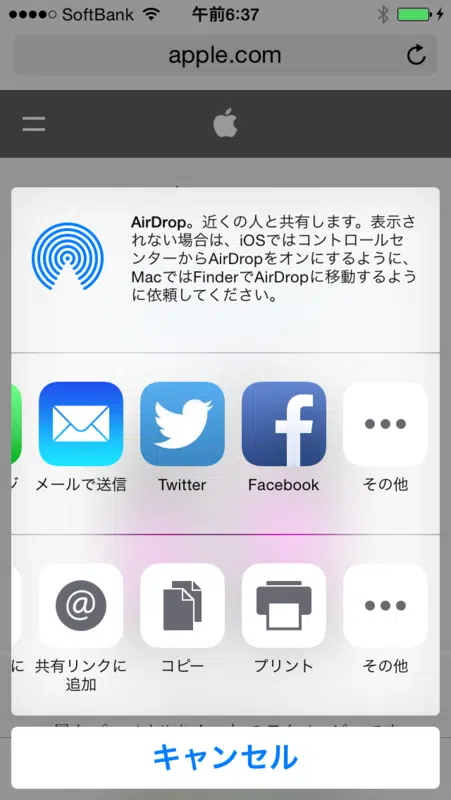 SoftBank 午前6:37
apple.com
AirDrop。近くの人と共有します。表示
されない場合は、iOSではコントロールセ
ンターからAirDropをオンにするように、
MacではFinderでAirDropに移動するよう
に依頼してください。
ジ メールで送信 Twitter Facebook その他
に 共有リンクに コピー プリント その他
追加
キャンセル